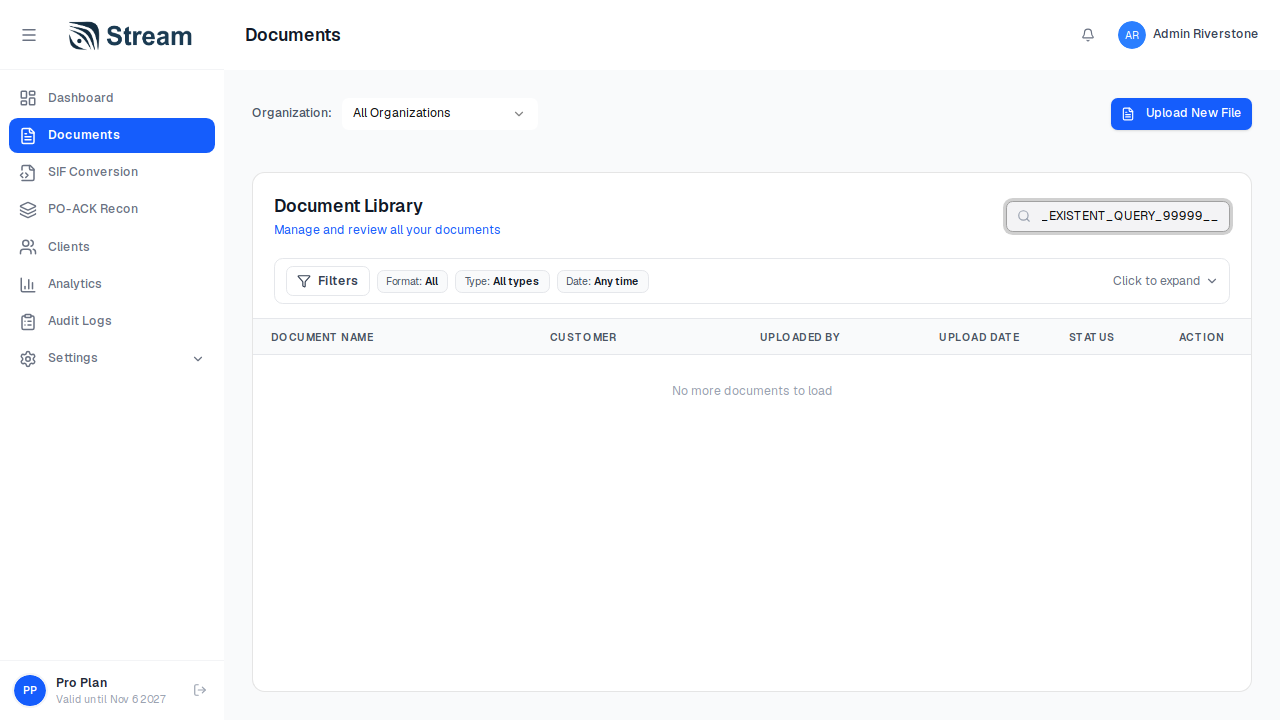 Stream
Documents
AR
Admin Riverstone
Dashboard
Documents
SIF Conversion
PO-ACK Recon
Clients
Analytics
Audit Logs
Settings
Organization:
All Organizations
Upload New File
Document Library
Manage and review all your documents
_EXISTENT_QUERY_99999__
Filters
Format: All
Type: All types
Date: Any time
Click to expand
DOCUMENT NAME
CUSTOMER
UPLOADED BY
UPLOAD DATE
STATUS
ACTION
No more documents to load
PP
Pro Plan
Valid until Nov 6 2027